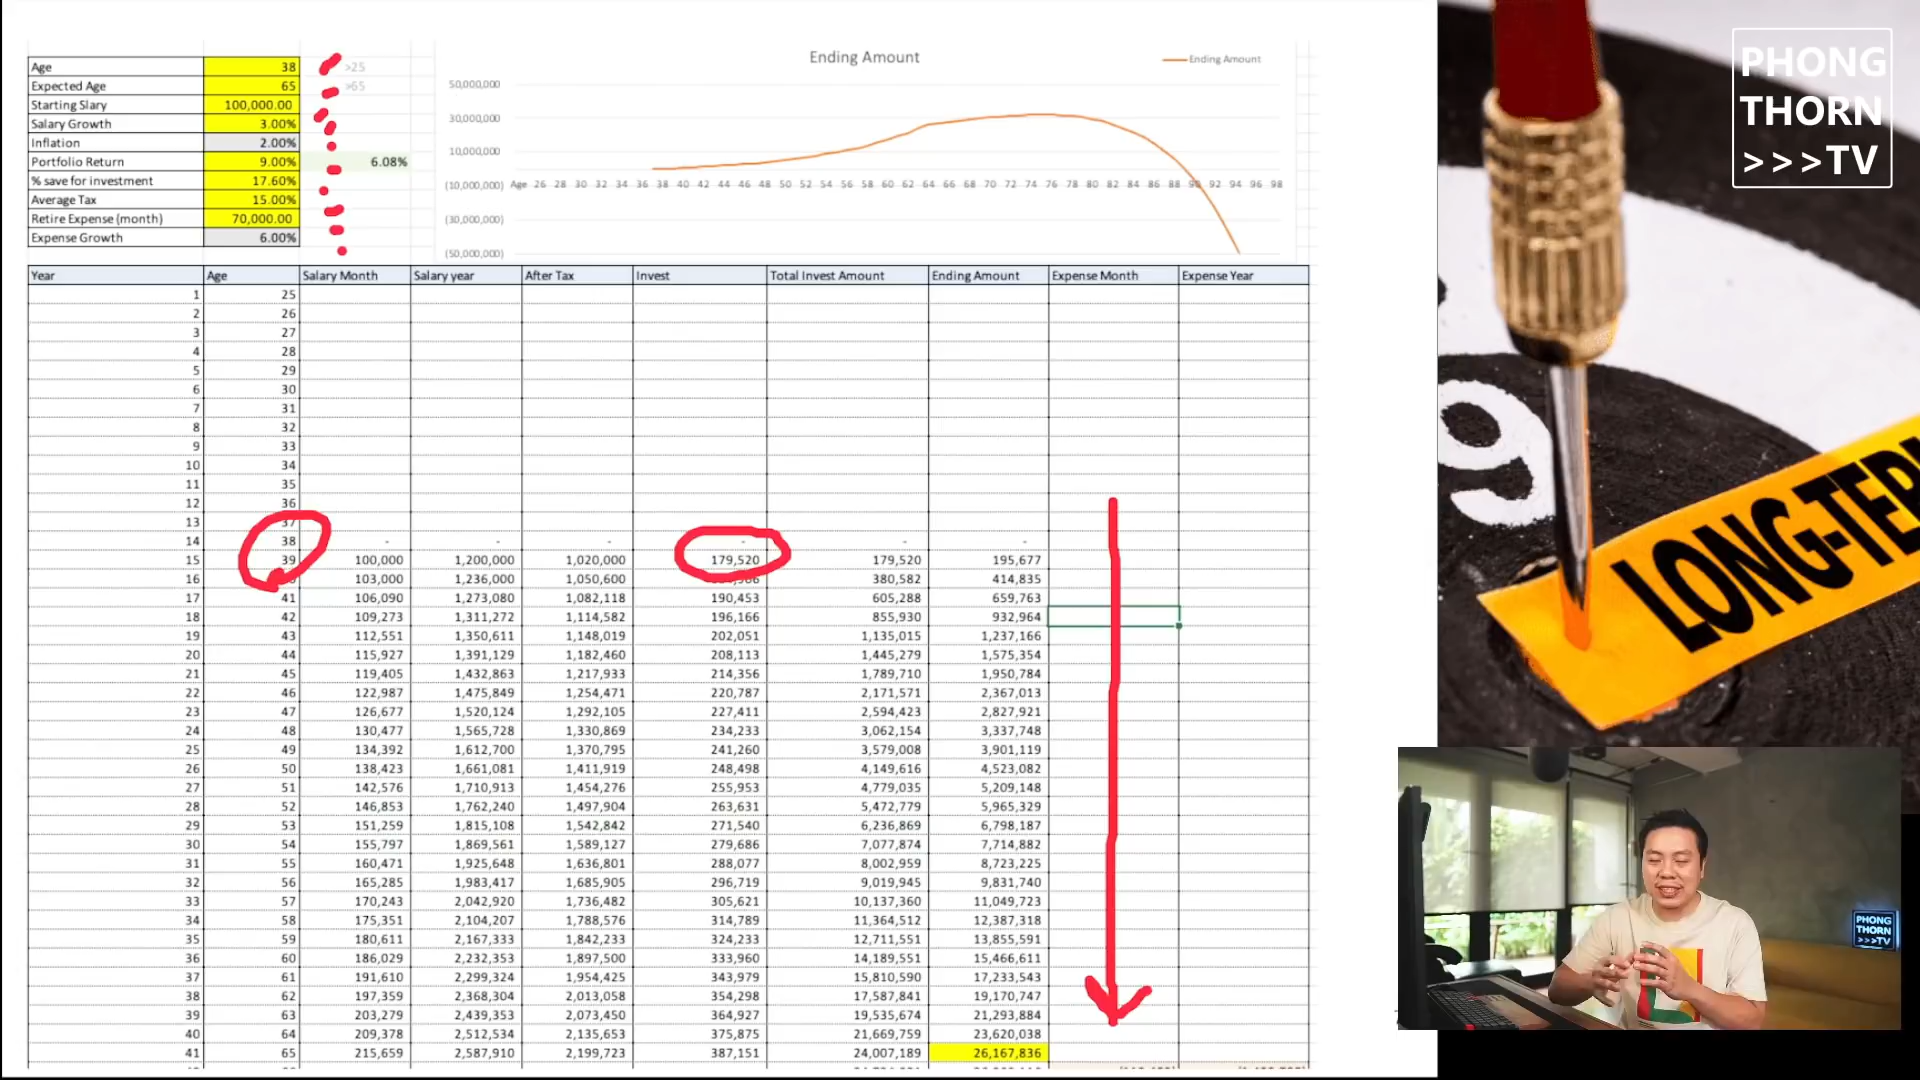 Age 38 >25
Expected Age 65 >65
Starting Slary 100,000.00
Salary Growth 3.00%
Inflation 2.00%
Portfolio Return 9.00% 6.08%
% save for investment 17.60%
Average Tax 15.00%
Retire Expense (month) 70,000.00
Expense Growth 6.00%
Ending Amount
Ending Amount
50,000,000
30,000,000
10,000,000
(10,000,000) Age 26 28 30 32 34 36 38 40 42 44 46 48 50 52 54 56 58 60 62 64 66 68 70 72 74 76 78 80 82 84 86 88 90 92 94 96 98
(30,000,000)
(50,000,000)
Year Age Salary Month Salary year After Tax Invest Total Invest Amount Ending Amount Expense Month Expense Year
1 25
2 26
3 27
4 28
5 29
6 30
7 31
8 32
9 33
10 34
11 35
12 36
13 37
14 38 - - - - - -
15 39 100,000 1,200,000 1,020,000 179,520 179,520 195,677
16 103,000 1,236,000 1,050,600 380,582 414,835
17 41 106,090 1,273,080 1,082,118 190,453 605,288 659,763
18 42 109,273 1,311,272 1,114,582 196,166 855,930 932,964
19 43 112,551 1,350,611 1,148,019 202,051 1,135,015 1,237,166
20 44 115,927 1,391,129 1,182,460 208,113 1,445,279 1,575,354
21 45 119,405 1,432,863 1,217,933 214,356 1,789,710 1,950,784
22 46 122,987 1,475,849 1,254,471 220,787 2,171,571 2,367,013
23 47 126,677 1,520,124 1,292,105 227,411 2,594,423 2,827,921
24 48 130,477 1,565,728 1,330,869 234,233 3,062,154 3,337,748
25 49 134,392 1,612,700 1,370,795 241,260 3,579,008 3,901,119
26 50 138,423 1,661,081 1,411,919 248,498 4,149,616 4,523,082
27 51 142,576 1,710,913 1,454,276 255,953 4,779,035 5,209,148
28 52 146,853 1,762,240 1,497,904 263,631 5,472,779 5,965,329
29 53 151,259 1,815,108 1,542,842 271,540 6,236,869 6,798,187
30 54 155,797 1,869,561 1,589,127 279,686 7,077,874 7,714,882
31 55 160,471 1,925,648 1,636,801 288,077 8,002,959 8,723,225
32 56 165,285 1,983,417 1,685,905 296,719 9,019,945 9,831,740
33 57 170,243 2,042,920 1,736,482 305,621 10,137,360 11,049,723
34 58 175,351 2,104,207 1,788,576 314,789 11,364,512 12,387,318
35 59 180,611 2,167,333 1,842,233 324,233 12,711,551 13,855,591
36 60 186,029 2,232,353 1,897,500 333,960 14,189,551 15,466,611
37 61 191,610 2,299,324 1,954,425 343,979 15,810,590 17,233,543
38 62 197,359 2,368,304 2,013,058 354,298 17,587,841 19,170,747
39 63 203,279 2,439,353 2,073,450 364,927 19,535,674 21,293,884
40 64 209,378 2,512,534 2,135,653 375,875 21,669,759 23,620,038
41 65 215,659 2,587,910 2,199,723 387,151 24,007,189 26,167,836
PHONG
THORN
>>>TV
9
LONG-TER
PHONG
THORN
>>>TV